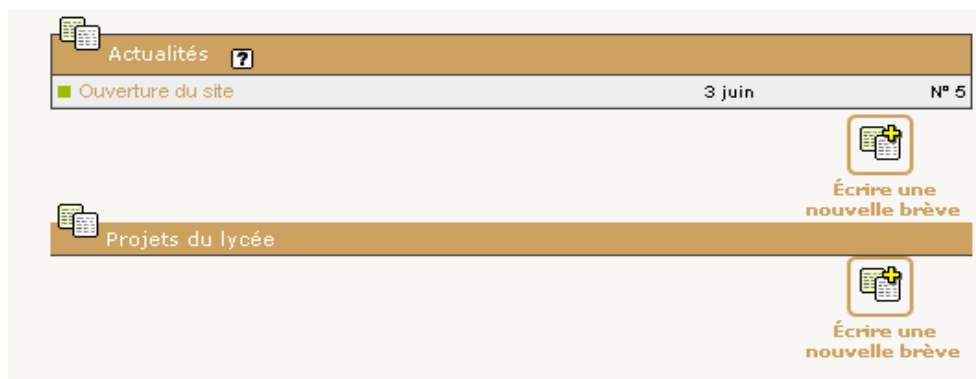 Actualités ?
Ouverture du site 3 juin N° 5
Écrire une
nouvelle brève
Projets du lycée
Écrire une
nouvelle brève